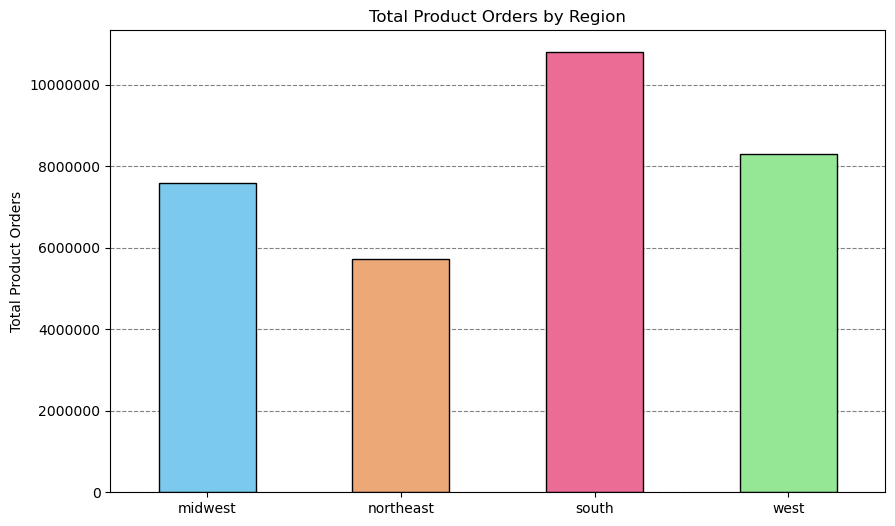 Total Product Orders by Region
Total Product Orders
10000000
8000000
6000000
4000000
2000000
0
midwest northeast south west